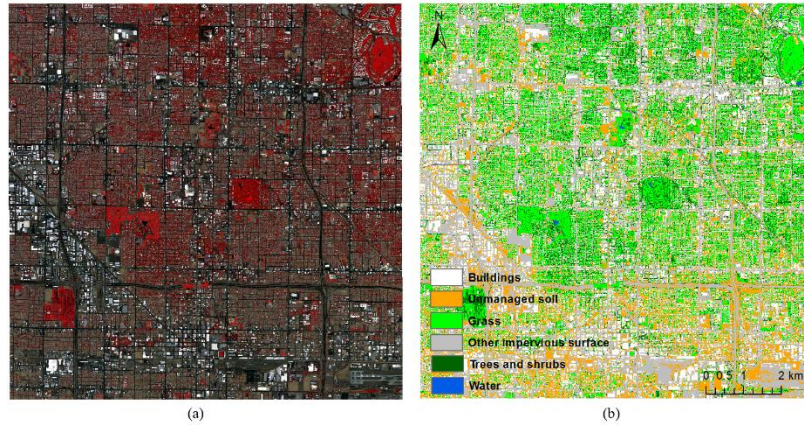 N
Buildings
Unmanaged soil
Grass
Other impervious surface
Trees and shrubs
Water
0 0.5 1 2 km
(a) (b)